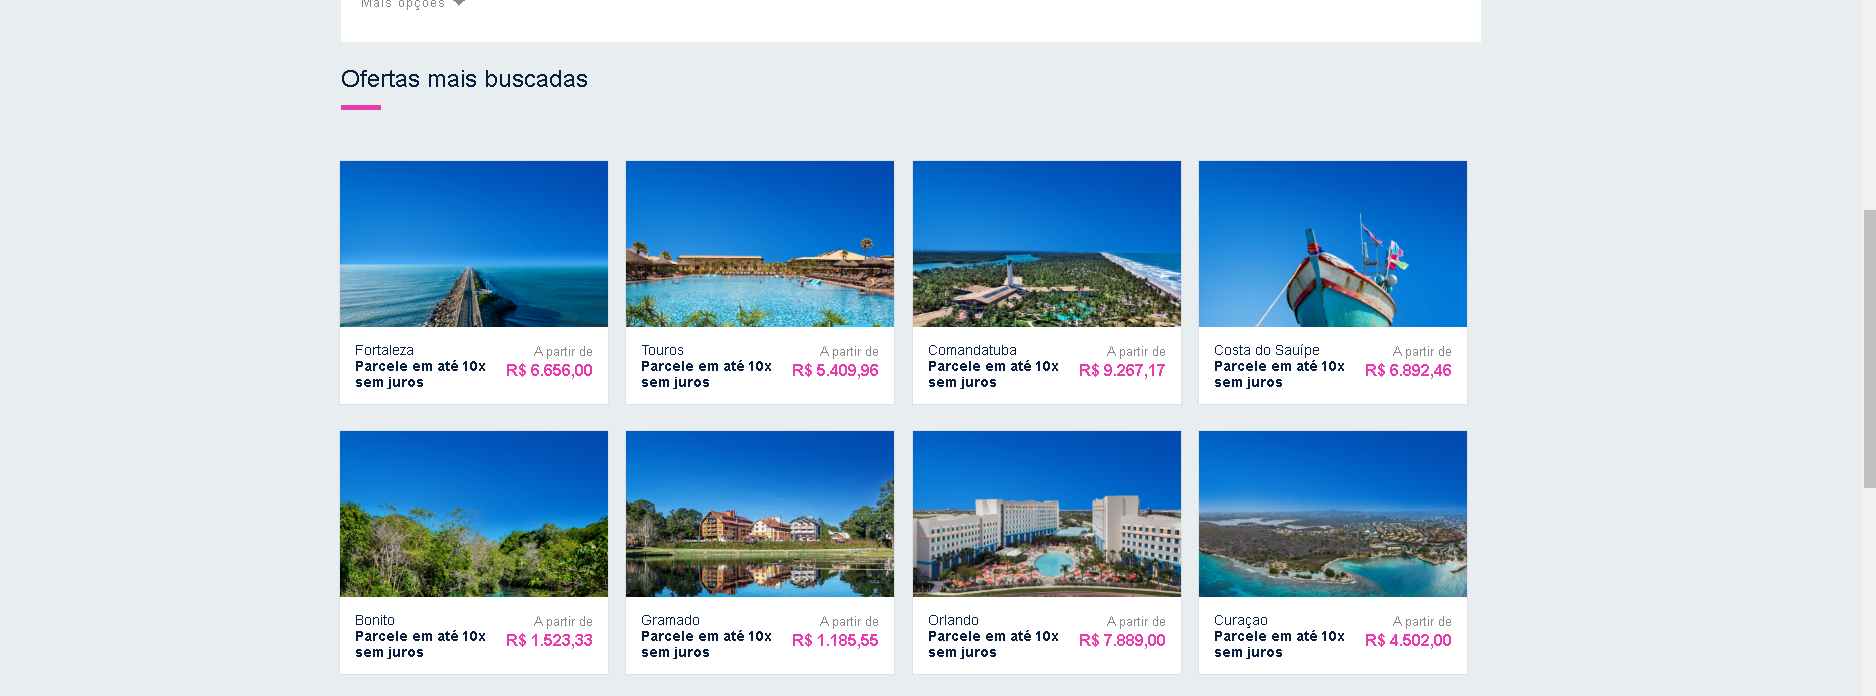 Mais opções
Ofertas mais buscadas
Fortaleza
Parcele em até 10x
sem juros
A partir de
R$ 6.656,00
Touros
Parcele em até 10x
sem juros
A partir de
R$ 5.409,96
Comandatuba
Parcele em até 10x
sem juros
A partir de
R$ 9.267,17
Costa do Sauípe
Parcele em até 10x
sem juros
A partir de
R$ 6.892,46
Bonito
Parcele em até 10x
sem juros
A partir de
R$ 1.523,33
Gramado
Parcele em até 10x
sem juros
A partir de
R$ 1.185,55
Orlando
Parcele em até 10x
sem juros
A partir de
R$ 7.889,00
Curaçao
Parcele em até 10x
sem juros
A partir de
R$ 4.502,00